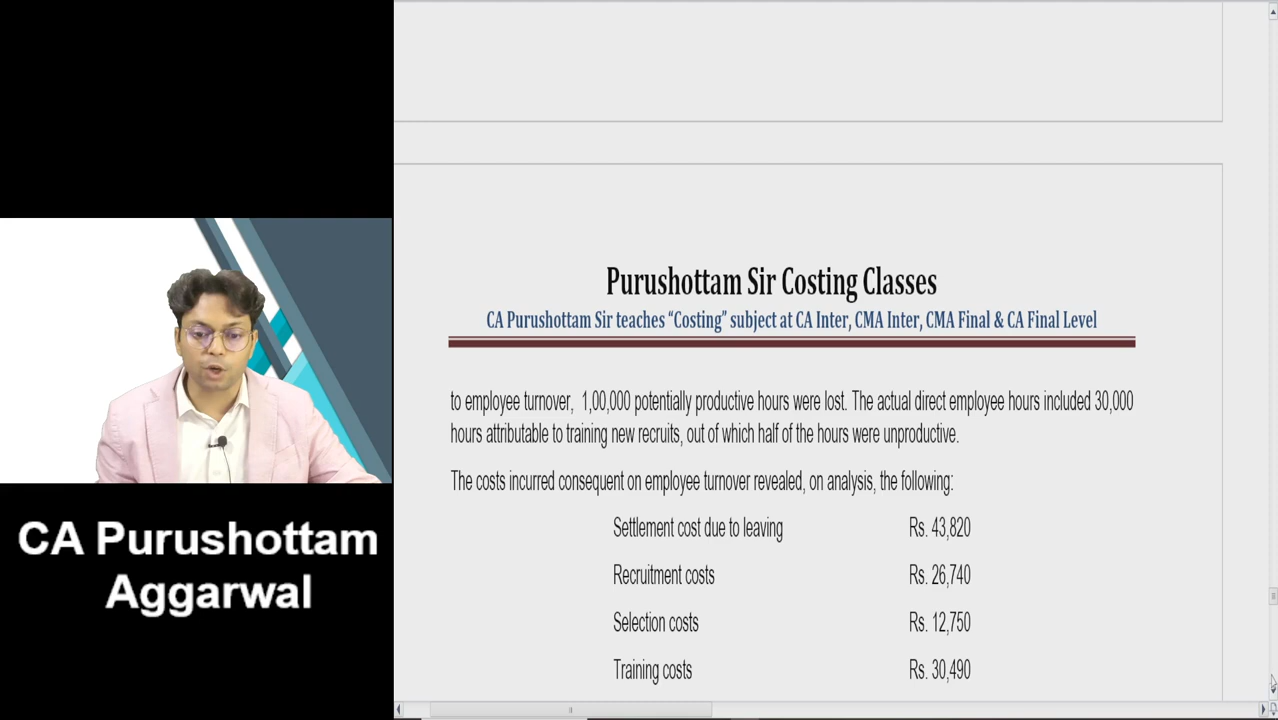 Purushottam Sir Costing Classes
CA Purushottam Sir teaches “Costing” subject at CA Inter, CMA Inter, CMA Final & CA Final Level
to employee turnover, 1,00,000 potentially productive hours were lost. The actual direct employee hours included 30,000
hours attributable to training new recruits, out of which half of the hours were unproductive.
The costs incurred consequent on employee turnover revealed, on analysis, the following:
Settlement cost due to leaving Rs. 43,820
Recruitment costs Rs. 26,740
Selection costs Rs. 12,750
Training costs Rs. 30,490
CA Purushottam
Aggarwal